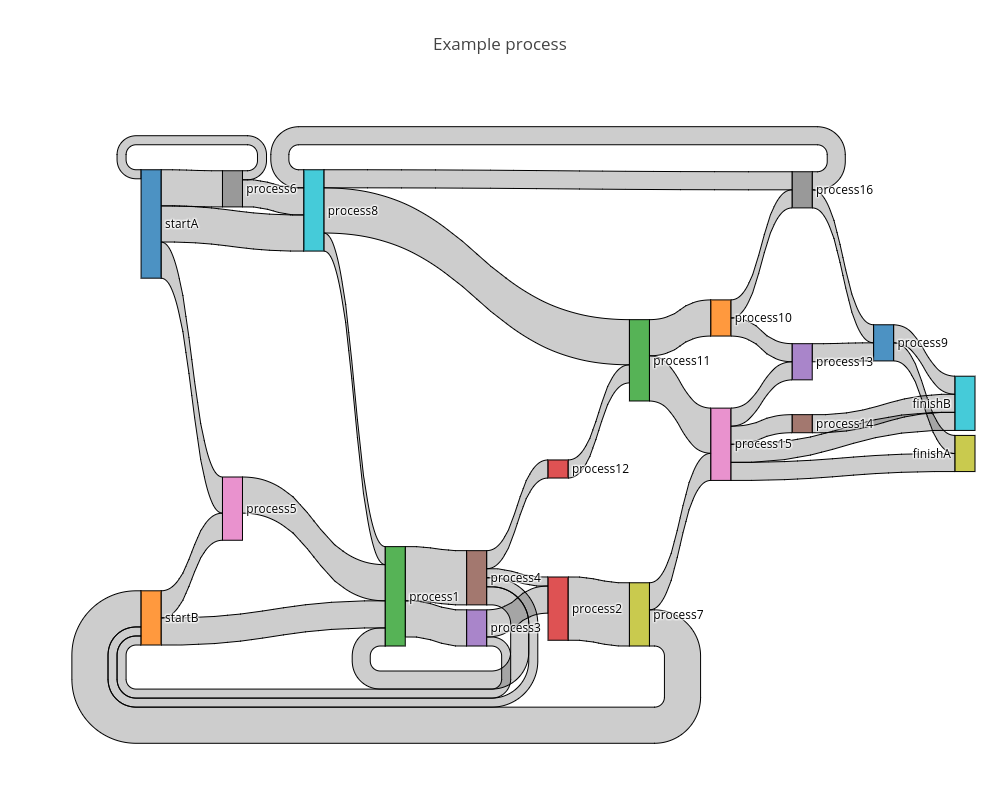 Example process
process6
process16
process8
startA
process10
process9
process11
process13
finishB
process14
process15
finishA
process12
process5
process4
process1
process2
process7
startB
process3